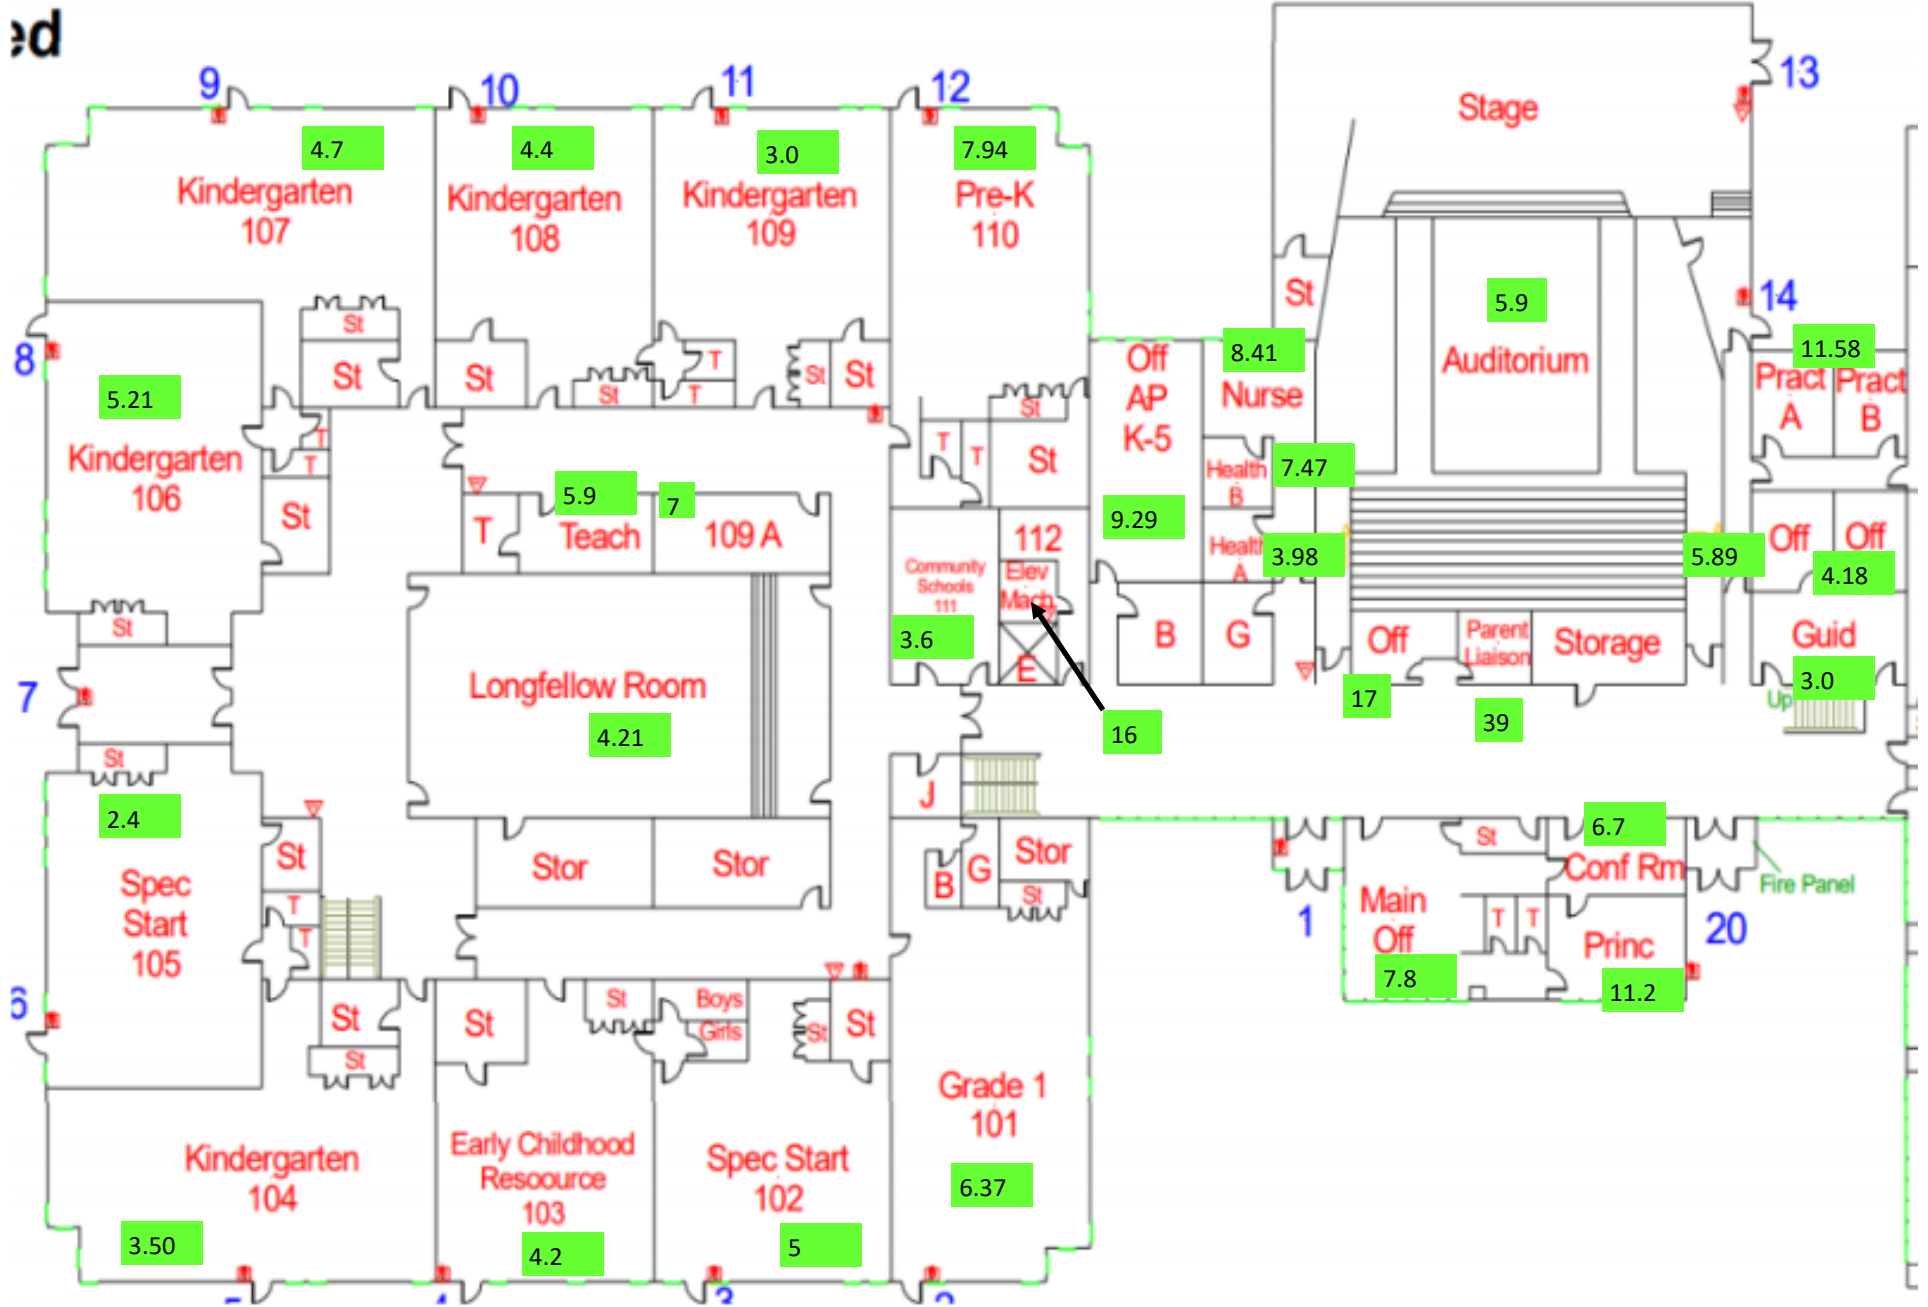 ed
9
10
11
12
13
4.7
4.4
3.0
7.94
Stage
Kindergarten
107
Kindergarten
108
Kindergarten
109
Pre-K
110
St
5.9
14
St
St
8
St
St
T
T
St
St
St
Off
AP
K-5
8.41
Nurse
Auditorium
11.58
Pract
A
Pract
B
5.21
Kindergarten
106
T
T
St
T
T
St
Health
B
7.47
5.9
7
T
Teach
109 A
112
9.29
Health
A
3.98
5.89
Off
Off
4.18
Community
Schools
111
Elev
Mach
3.6
E
B
G
Off
Parent
Liaison
Storage
Guid
3.0
Up
St
7
Longfellow Room
4.21
16
17
39
St
2.4
J
Spec
Start
105
St
T
T
Stor
Stor
B
G
Stor
St
St
6.7
Conf Rm
Fire Panel
Main
Off
T
T
Princ
1
20
7.8
11.2
6
St
St
St
St
Boys
Girls
St
St
Grade 1
101
Kindergarten
104
Early Childhood
Resoource
103
Spec Start
102
6.37
3.50
4.2
5
3